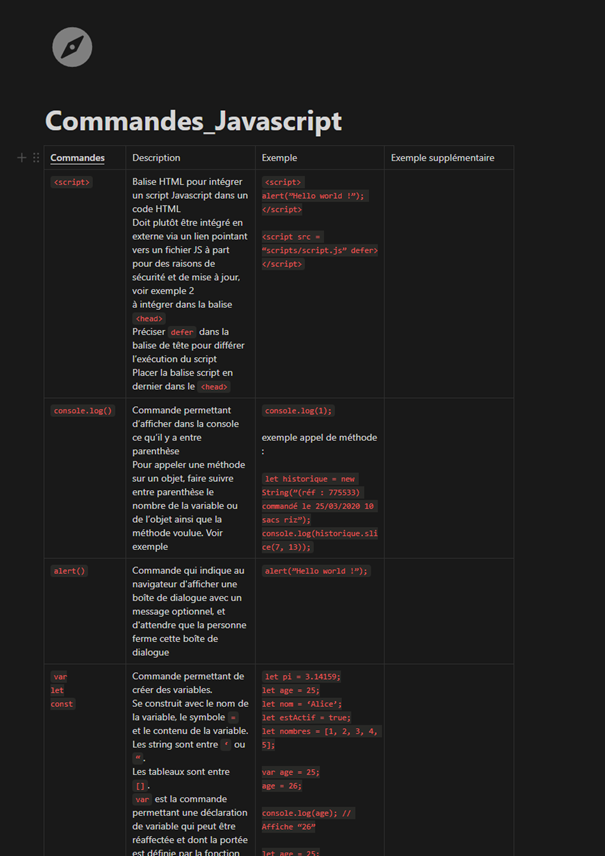 Commandes_Javascript
Commandes
Description
Exemple
Exemple supplémentaire
<script>
Balise HTML pour intégrer
un script Javascript dans un
code HTML
Doit plutôt être intégré en
externe via un lien pointant
vers un fichier JS à part
pour des raisons de
sécurité et de mise à jour,
voir exemple 2
à intégrer dans la balise
<head>
Préciser defer dans la
balise de tête pour différer
l'exécution du script
Placer la balise script en
dernier dans le <head>
<script>
alert("Hello world !");
</script>
<script src =
"scripts/script.js" defer>
</script>
console.log()
Commande permettant
d'afficher dans la console
ce qu'il y a entre
parenthèse
Pour appeler une méthode
sur un objet, faire suivre
entre parenthèse le
nombre de la variable ou
de l'objet ainsi que la
méthode voulue. Voir
exemple
console.log(1);
exemple appel de méthode
:
let historique = new
String("(réf : 775533)
commandé le 25/03/2020 10
sacs riz");
console.log(historique.sli
ce(7, 13));
alert()
Commande qui indique au
navigateur d'afficher une
boîte de dialogue avec un
message optionnel, et
d'attendre que la personne
ferme cette boîte de
dialogue
alert("Hello world !");
var
let
const
Commande permettant de
créer des variables.
Se construit avec le nom de
la variable, le symbole =
et le contenu de la variable.
Les string sont entre ' ou
" .
Les tableaux sont entre
[] .
var est la commande
permettant une déclaration
de variable qui peut être
réaffectée et dont la portée
est définie par la fonction
let pi = 3.14159;
let age = 25;
let nom = 'Alice';
let estActif = true;
let nombres = [1, 2, 3, 4,
5];
var age = 25;
age = 26;
console.log(age); //
Affiche "26"
let age = 25;